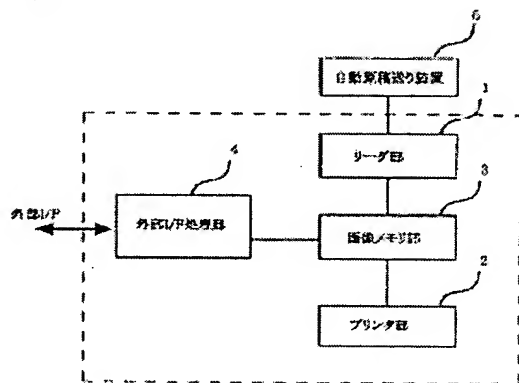 6
自動原稿送り装置
1
リーダ部
4
3
外部I/F
外部I/F処理部
画像メモリ部
2
プリンタ部